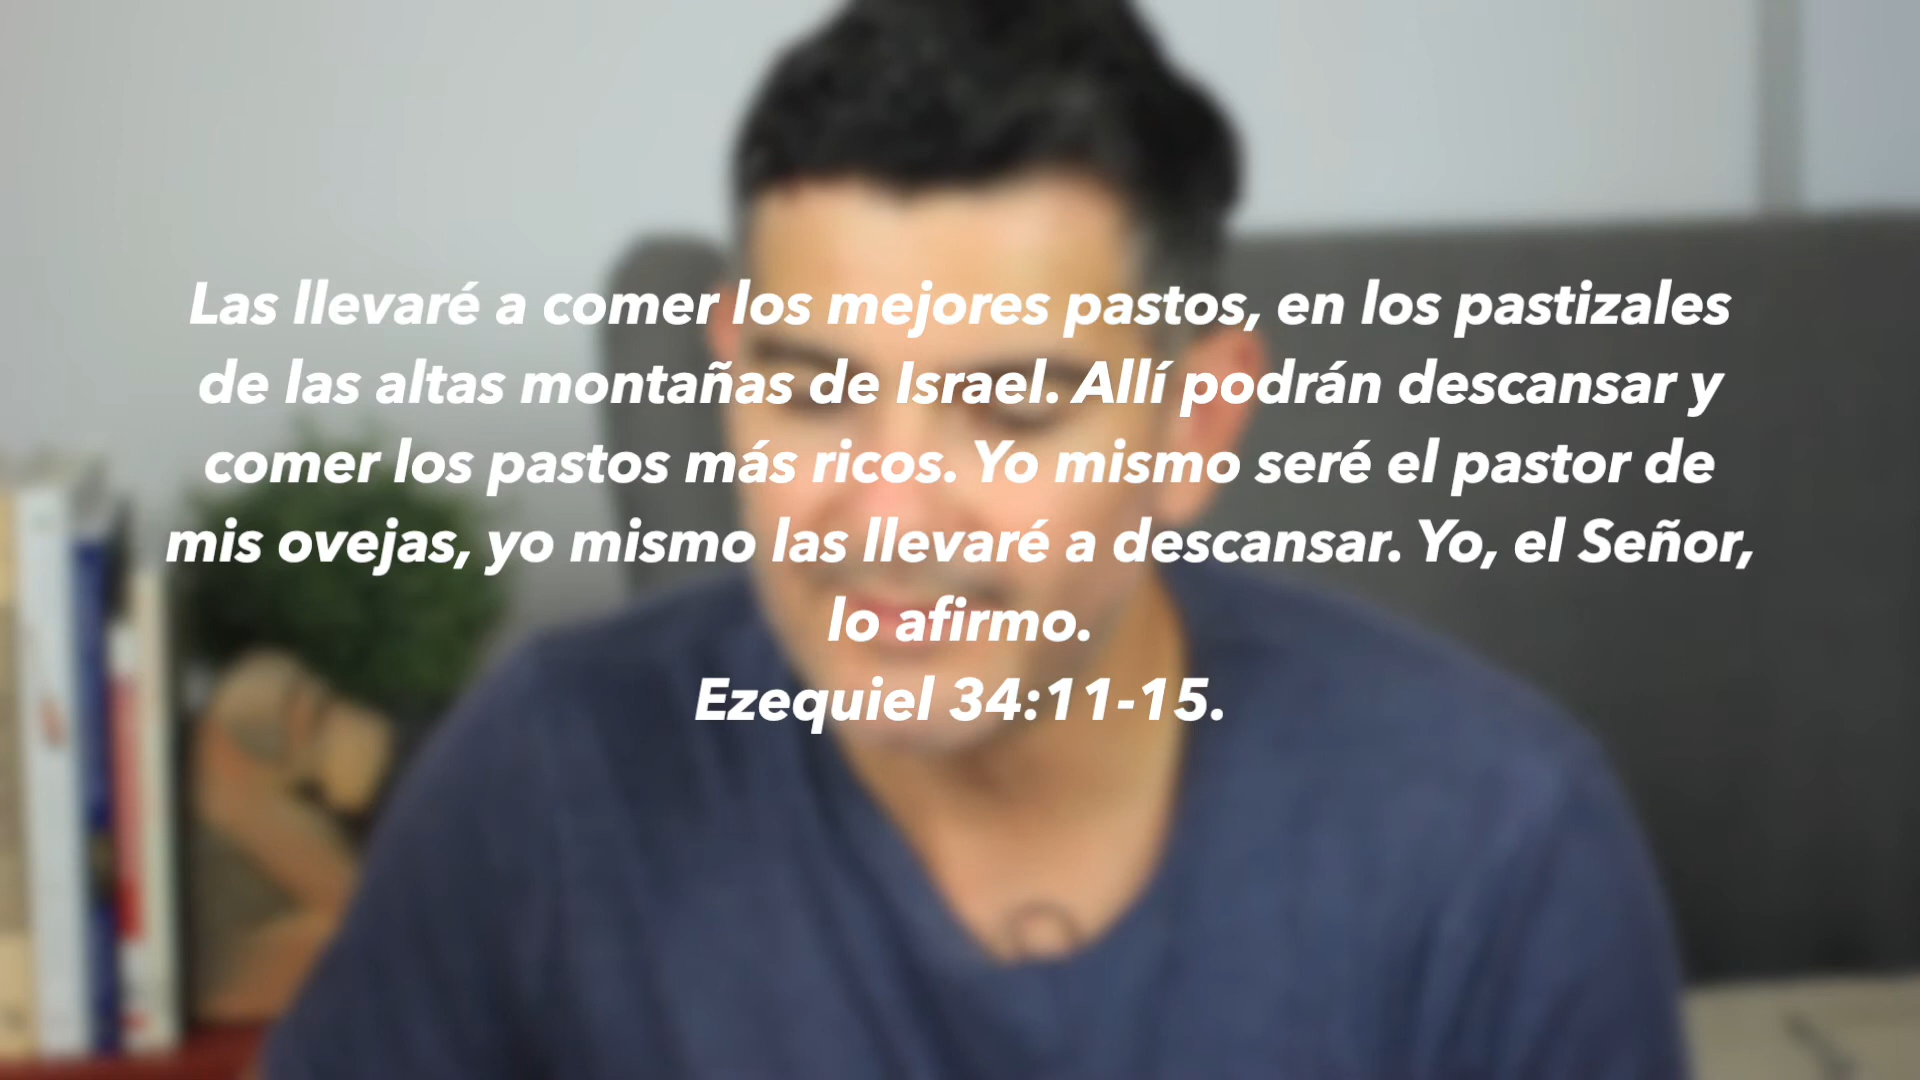 Las llevaré a comer los mejores pastos, en los pastizales
de las altas montañas de Israel. Allí podrán descansar y
comer los pastos más ricos. Yo mismo seré el pastor de
mis ovejas, yo mismo las llevaré a descansar. Yo, el Señor,
lo afirmo.
Ezequiel 34:11-15.